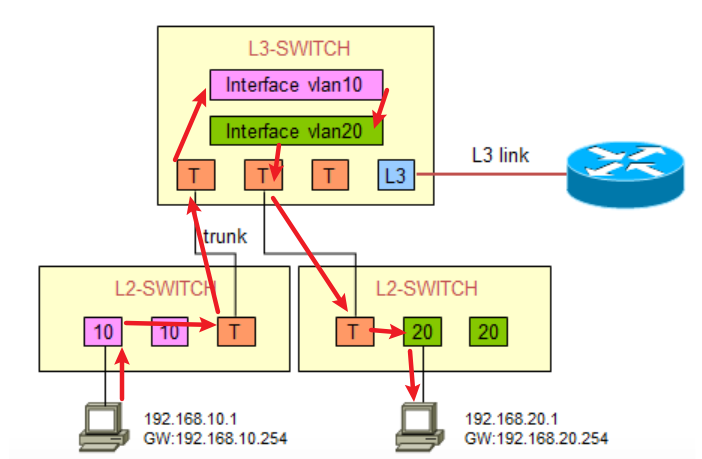 L3-SWITCH
Interface vlan10
Interface vlan20
T
T
T
L3
L3 link
trunk
L2-SWITCH
10
10
T
L2-SWITCH
T
20
20
192.168.10.1
GW:192.168.10.254
192.168.20.1
GW:192.168.20.254